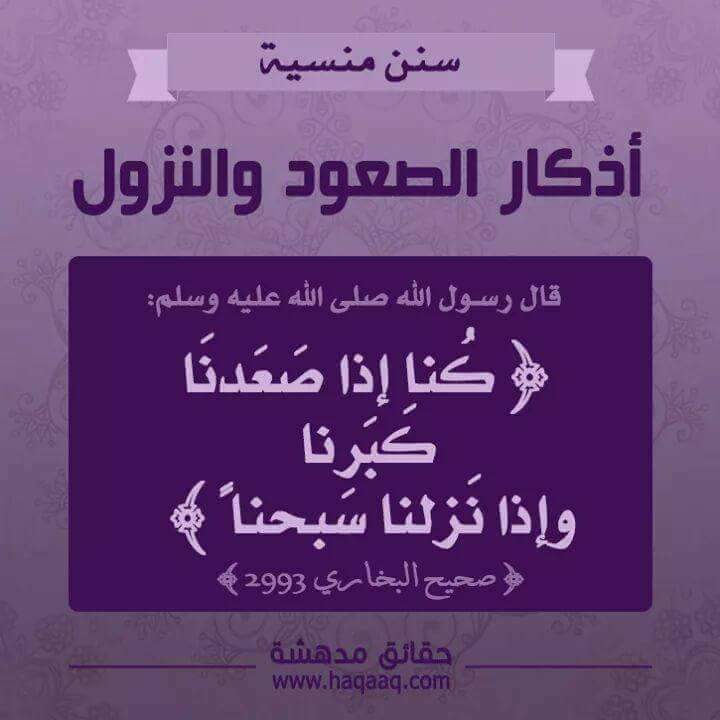 سنن منسية
أذكار الصعود والنزول
قال رسول الله صلى الله عليه وسلم:
﴿ كُنا إذا صَعَدنَا
كَبَرنا
وإذا نَزلنا سَبحناً ﴾
﴿ صحيح البخاري 2993 ﴾
حقائق مدهشة
www.haqaaq.com